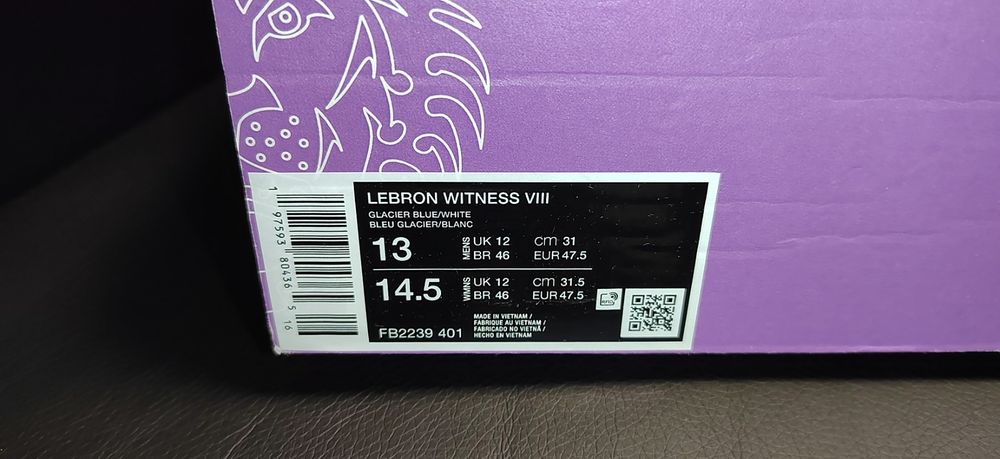 LEBRON WITNESS VIII
GLACIER BLUE/WHITE
BLEU GLACIER/BLANC
13 MENS UK 12 CM 31
BR 46 EUR 47.5
14.5 WMNS UK 12 CM 31.5
BR 46 EUR 47.5
RFID
MADE IN VIETNAM /
FABRIQUE AU VIETNAM /
FABRICADO NO VIETNÃ /
HECHO EN VIETNAM
FB2239 401
1 97593 80436 5 16